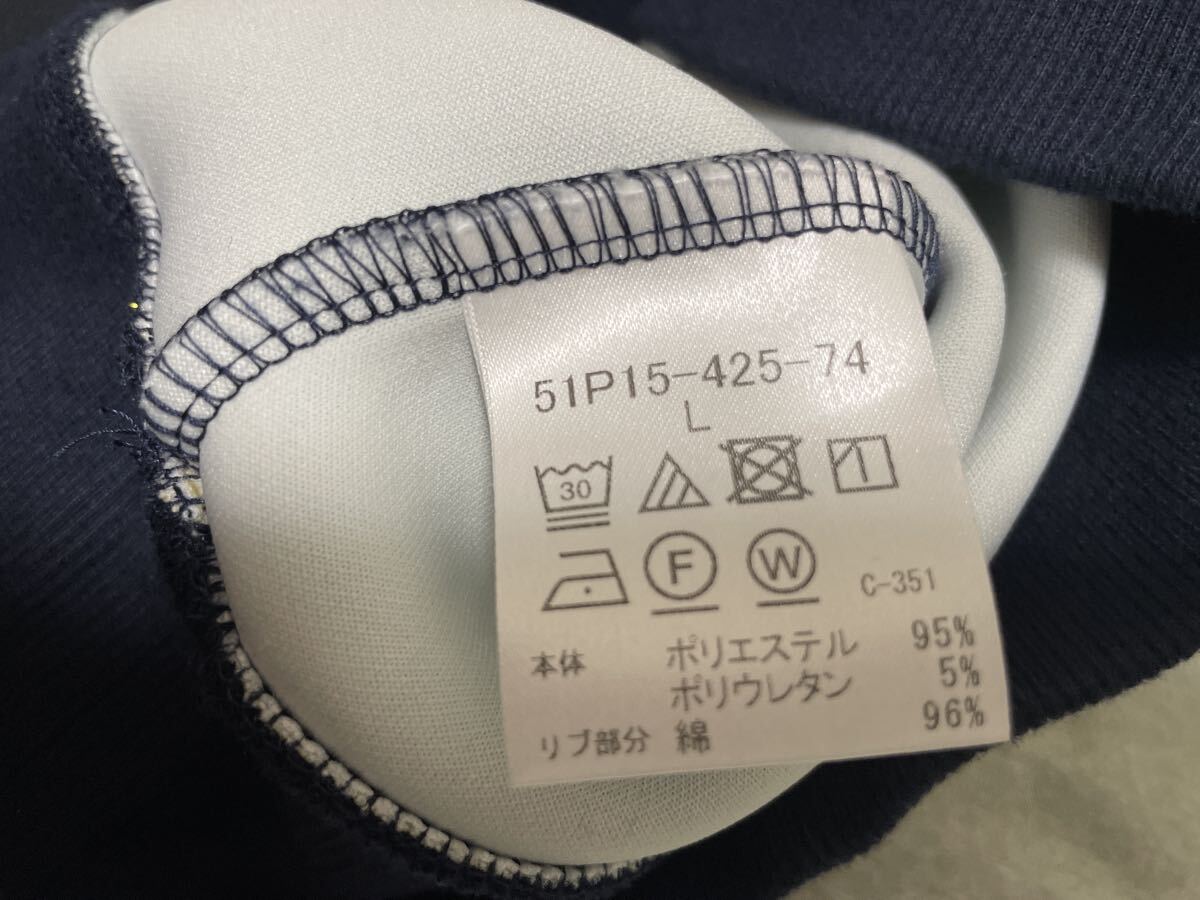 51P15-425-74
L
30
F W C-351
本体 ポリエステル 95%
ポリウレタン 5%
リブ部分 綿 96%